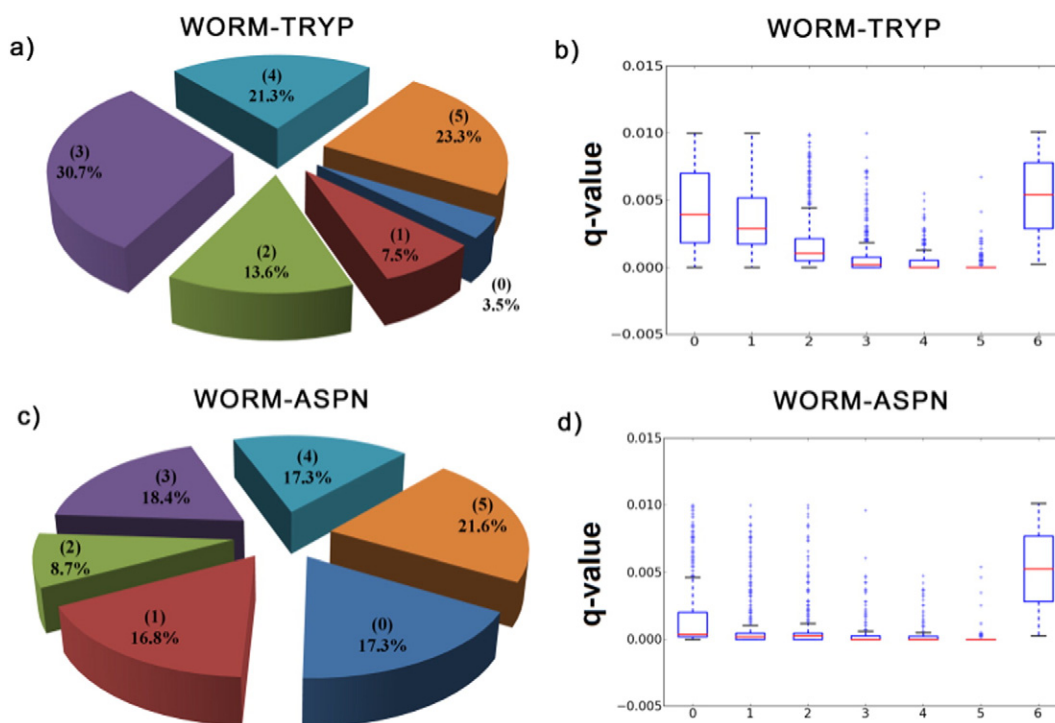 WORM-TRYP
a)
(4)
21.3%
(5)
23.3%
(3)
30.7%
(2)
13.6%
(1)
7.5%
(0)
3.5%
WORM-TRYP
b)
q-value
0.015
0.010
0.005
0.000
−0.005
0 1 2 3 4 5 6
WORM-ASPN
c)
(4)
17.3%
(3)
18.4%
(5)
21.6%
(2)
8.7%
(1)
16.8%
(0)
17.3%
WORM-ASPN
d)
q-value
0.015
0.010
0.005
0.000
−0.005
0 1 2 3 4 5 6